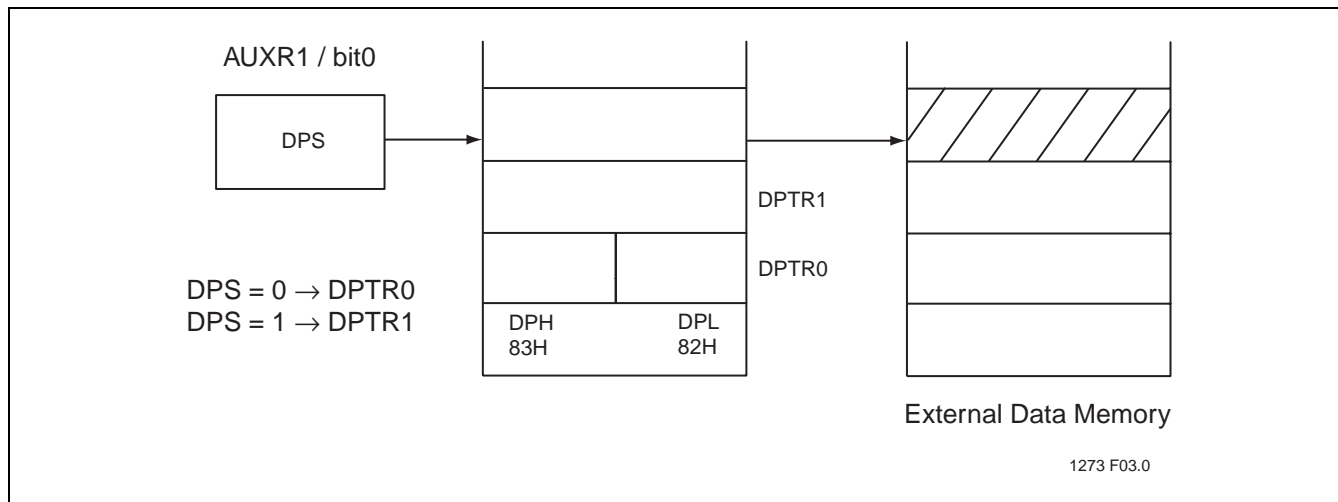 AUXR1 / bit0
DPS
DPTR1
DPTR0
DPS = 0 → DPTR0
DPS = 1 → DPTR1
DPH
83H
DPL
82H
External Data Memory
1273 F03.0